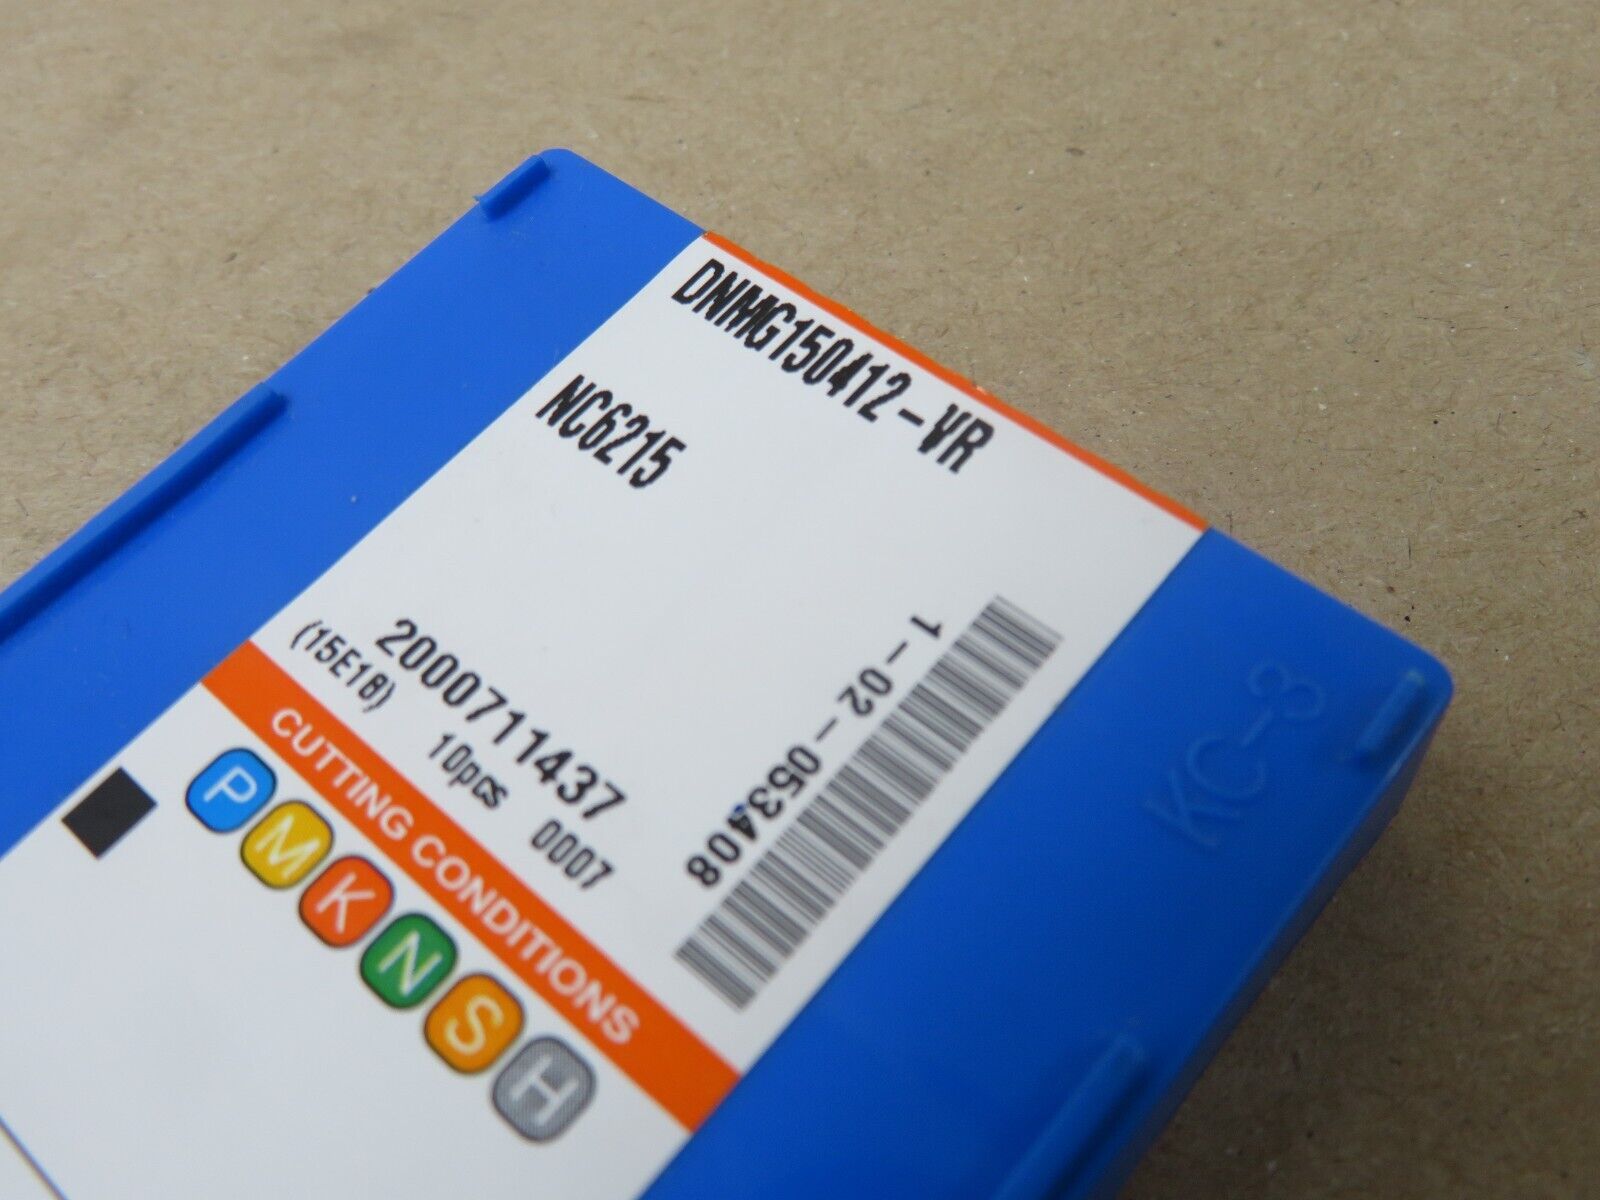 DNMG150412-VR
NC6215
1-02-053408
2000711437
(15E18) 10pcs 0007
CUTTING CONDITIONS
P M K N S H
KC-3